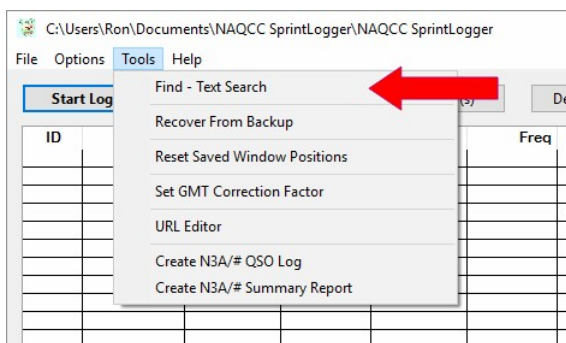 C:\Users\Ron\Documents\NAQCC SprintLogger\NAQCC SprintLogger
File Options Tools Help
Start Log
Find - Text Search
(s)
Recover From Backup
ID
Freq
Reset Saved Window Positions
Set GMT Correction Factor
URL Editor
Create N3A/# QSO Log
Create N3A/# Summary Report